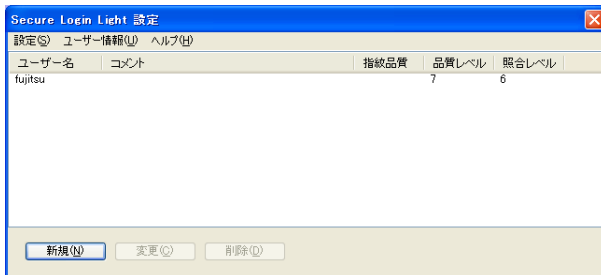 Secure Login Light 設定
設定(S) ユーザー情報(U) ヘルプ(H)
ユーザー名 コメント 指紋品質 品質レベル 照合レベル
fujitsu 7 6
新規(N) 変更(C) 削除(D)